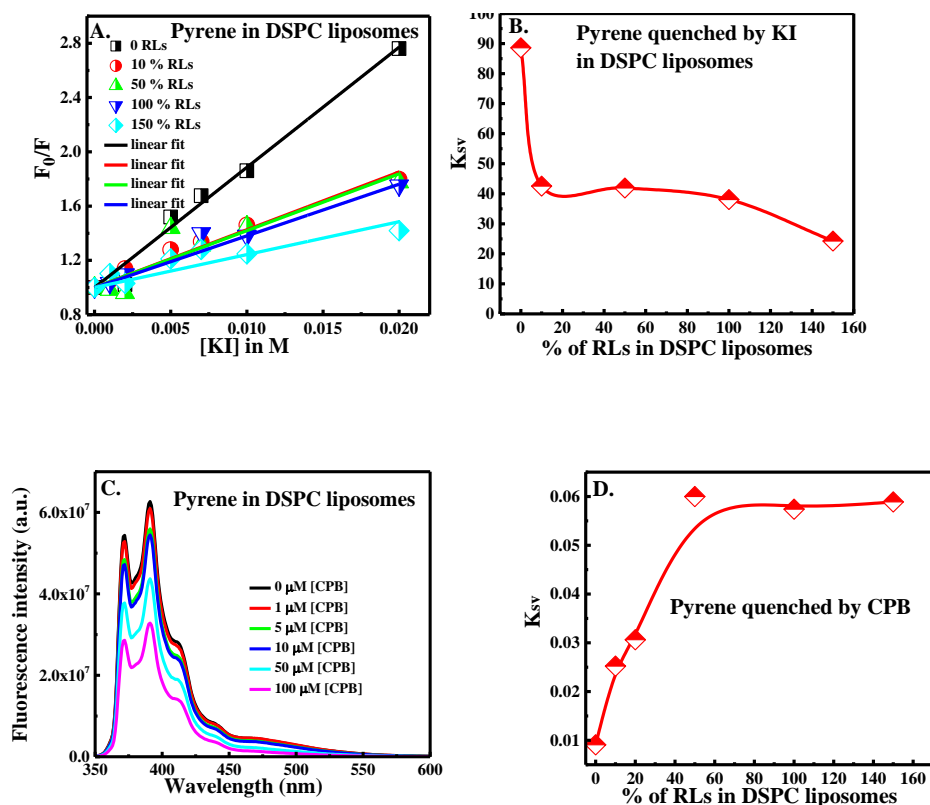 A.
Pyrene in DSPC liposomes
0 RLs
10 % RLs
50 % RLs
100 % RLs
150 % RLs
linear fit
linear fit
linear fit
linear fit
2.8
2.4
2.0
1.6
1.2
0.8
F0/F
0.000
0.005
0.010
0.015
0.020
[KI] in M
B.
Pyrene quenched by KI
in DSPC liposomes
100
90
80
70
60
50
40
30
20
10
0
Ksv
0
20
40
60
80
100
120
140
160
% of RLs in DSPC liposomes
C.
Pyrene in DSPC liposomes
6.0x10^7
4.0x10^7
2.0x10^7
0.0
Fluorescence intensity (a.u.)
0 μM [CPB]
1 μM [CPB]
5 μM [CPB]
10 μM [CPB]
50 μM [CPB]
100 μM [CPB]
350
400
450
500
550
600
Wavelength (nm)
D.
Pyrene quenched by CPB
0.06
0.05
0.04
0.03
0.02
0.01
Ksv
0
20
40
60
80
100
120
140
160
% of RLs in DSPC liposomes